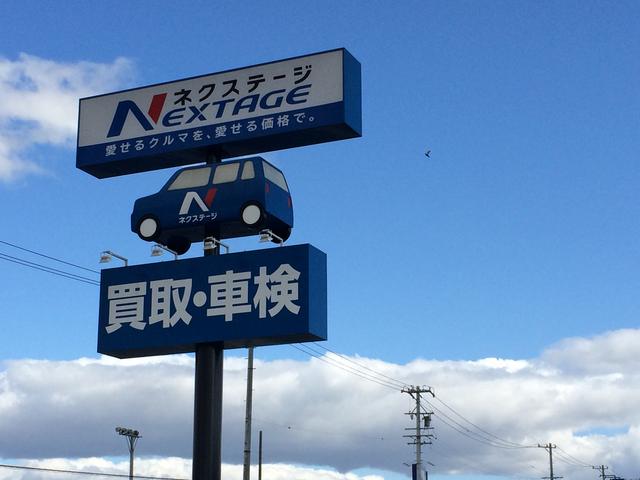 ネクステージ
NEXTAGE
愛せるクルマを、愛せる価格で。
N
ネクステージ
買取・車検